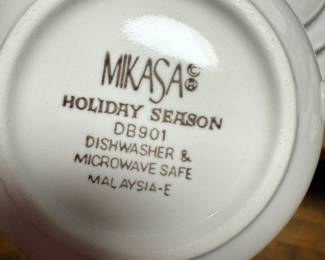 MIKASA © ®
HOLIDAY SEASON
DB901
DISHWASHER &
MICROWAVE SAFE
MALAYSIA-E